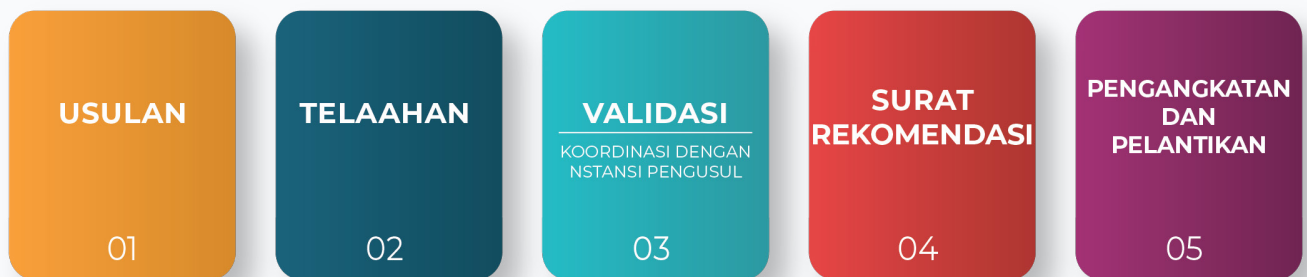 USULAN
01
TELAAHAN
02
VALIDASI
KOORDINASI DENGAN
NSTANSI PENGUSUL
03
SURAT
REKOMENDASI
04
PENGANGKATAN
DAN
PELANTIKAN
05